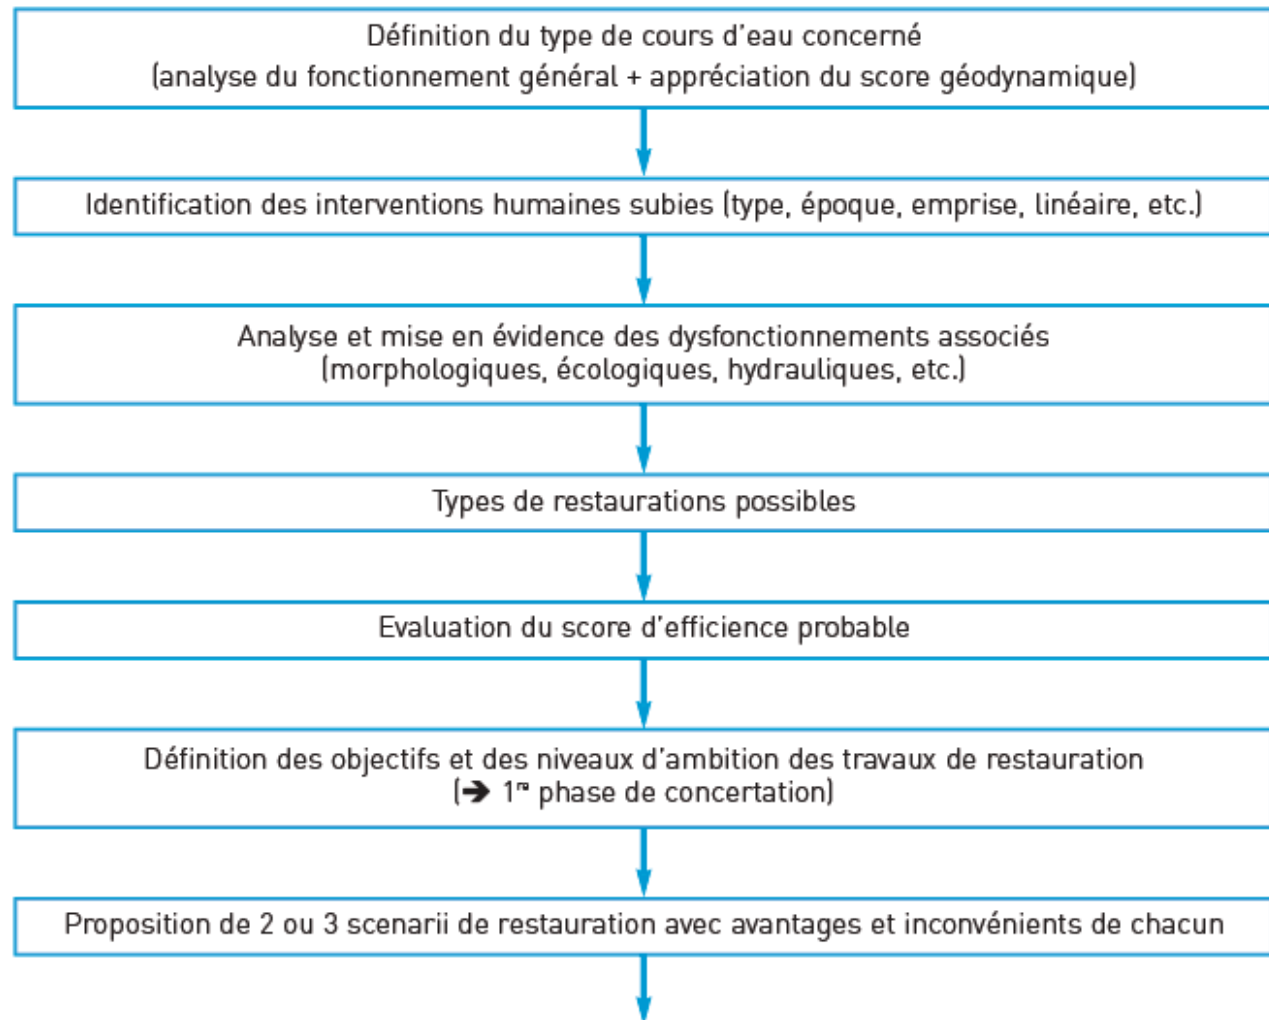 Définition du type de cours d'eau concerné
(analyse du fonctionnement général + appréciation du score géodynamique)
Identification des interventions humaines subies (type, époque, emprise, linéaire, etc.)
Analyse et mise en évidence des dysfonctionnements associés
(morphologiques, écologiques, hydrauliques, etc.)
Types de restaurations possibles
Evaluation du score d'efficience probable
Définition des objectifs et des niveaux d'ambition des travaux de restauration
(➔ 1re phase de concertation)
Proposition de 2 ou 3 scenarii de restauration avec avantages et inconvénients de chacun